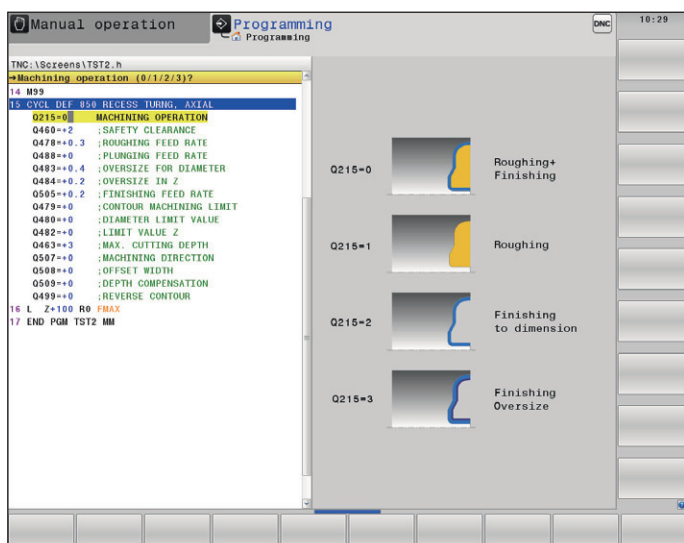 Manual operation
Programming
Programming
DNC
10:29
TNC:\Screens\TST2.h
→Machining operation (0/1/2/3)?
14 M99
15 CYCL DEF 850 RECESS TURNG, AXIAL
Q215=0 MACHINING OPERATION
Q460=+2 ;SAFETY CLEARANCE
Q478=+0.3 ;ROUGHING FEED RATE
Q488=+0 ;PLUNGING FEED RATE
Q483=+0.4 ;OVERSIZE FOR DIAMETER
Q484=+0.2 ;OVERSIZE IN Z
Q505=+0.2 ;FINISHING FEED RATE
Q479=+0 ;CONTOUR MACHINING LIMIT
Q480=+0 ;DIAMETER LIMIT VALUE
Q482=+0 ;LIMIT VALUE Z
Q463=+3 ;MAX. CUTTING DEPTH
Q507=+0 ;MACHINING DIRECTION
Q508=+0 ;OFFSET WIDTH
Q509=+0 ;DEPTH COMPENSATION
Q499=+0 ;REVERSE CONTOUR
16 L Z+100 R0 FMAX
17 END PGM TST2 MM
Q215=0
Roughing+
Finishing
Q215=1
Roughing
Q215=2
Finishing
to dimension
Q215=3
Finishing
Oversize